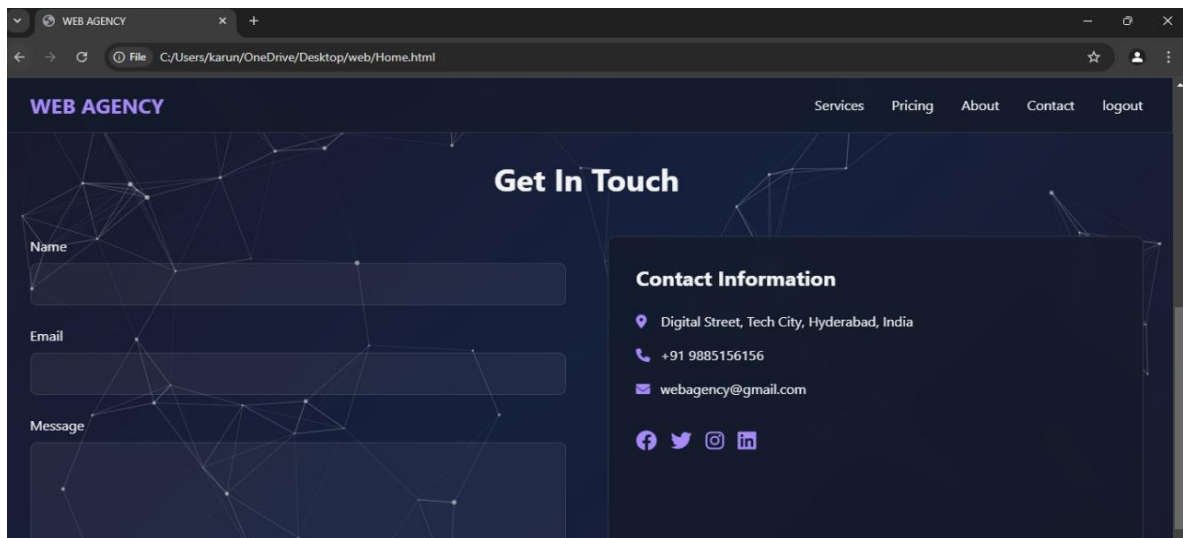 WEB AGENCY
File C:/Users/karun/OneDrive/Desktop/web/Home.html
WEB AGENCY Services Pricing About Contact logout
Get In Touch
Name
Email
Message
Contact Information
Digital Street, Tech City, Hyderabad, India
+91 9885156156
webagency@gmail.com